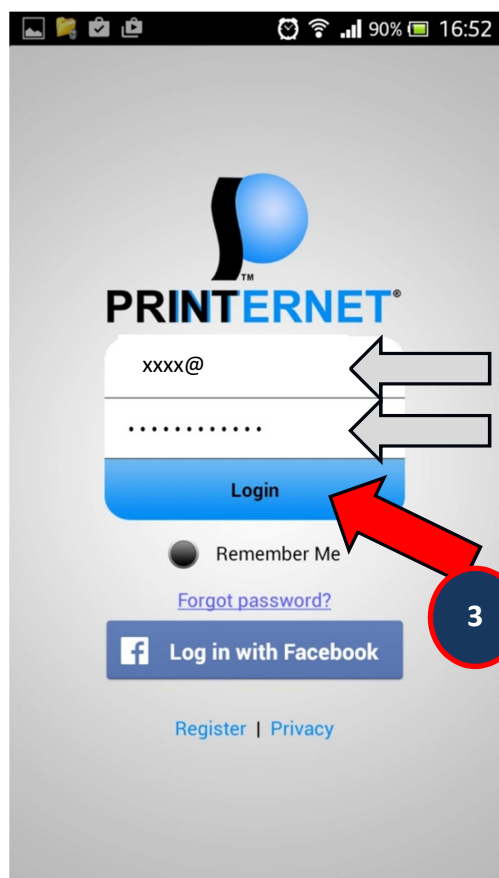 90% 16:52
TM
PRINTERNET®
xxxx@
............
Login
Remember Me
Forgot password?
3
f Log in with Facebook
Register | Privacy